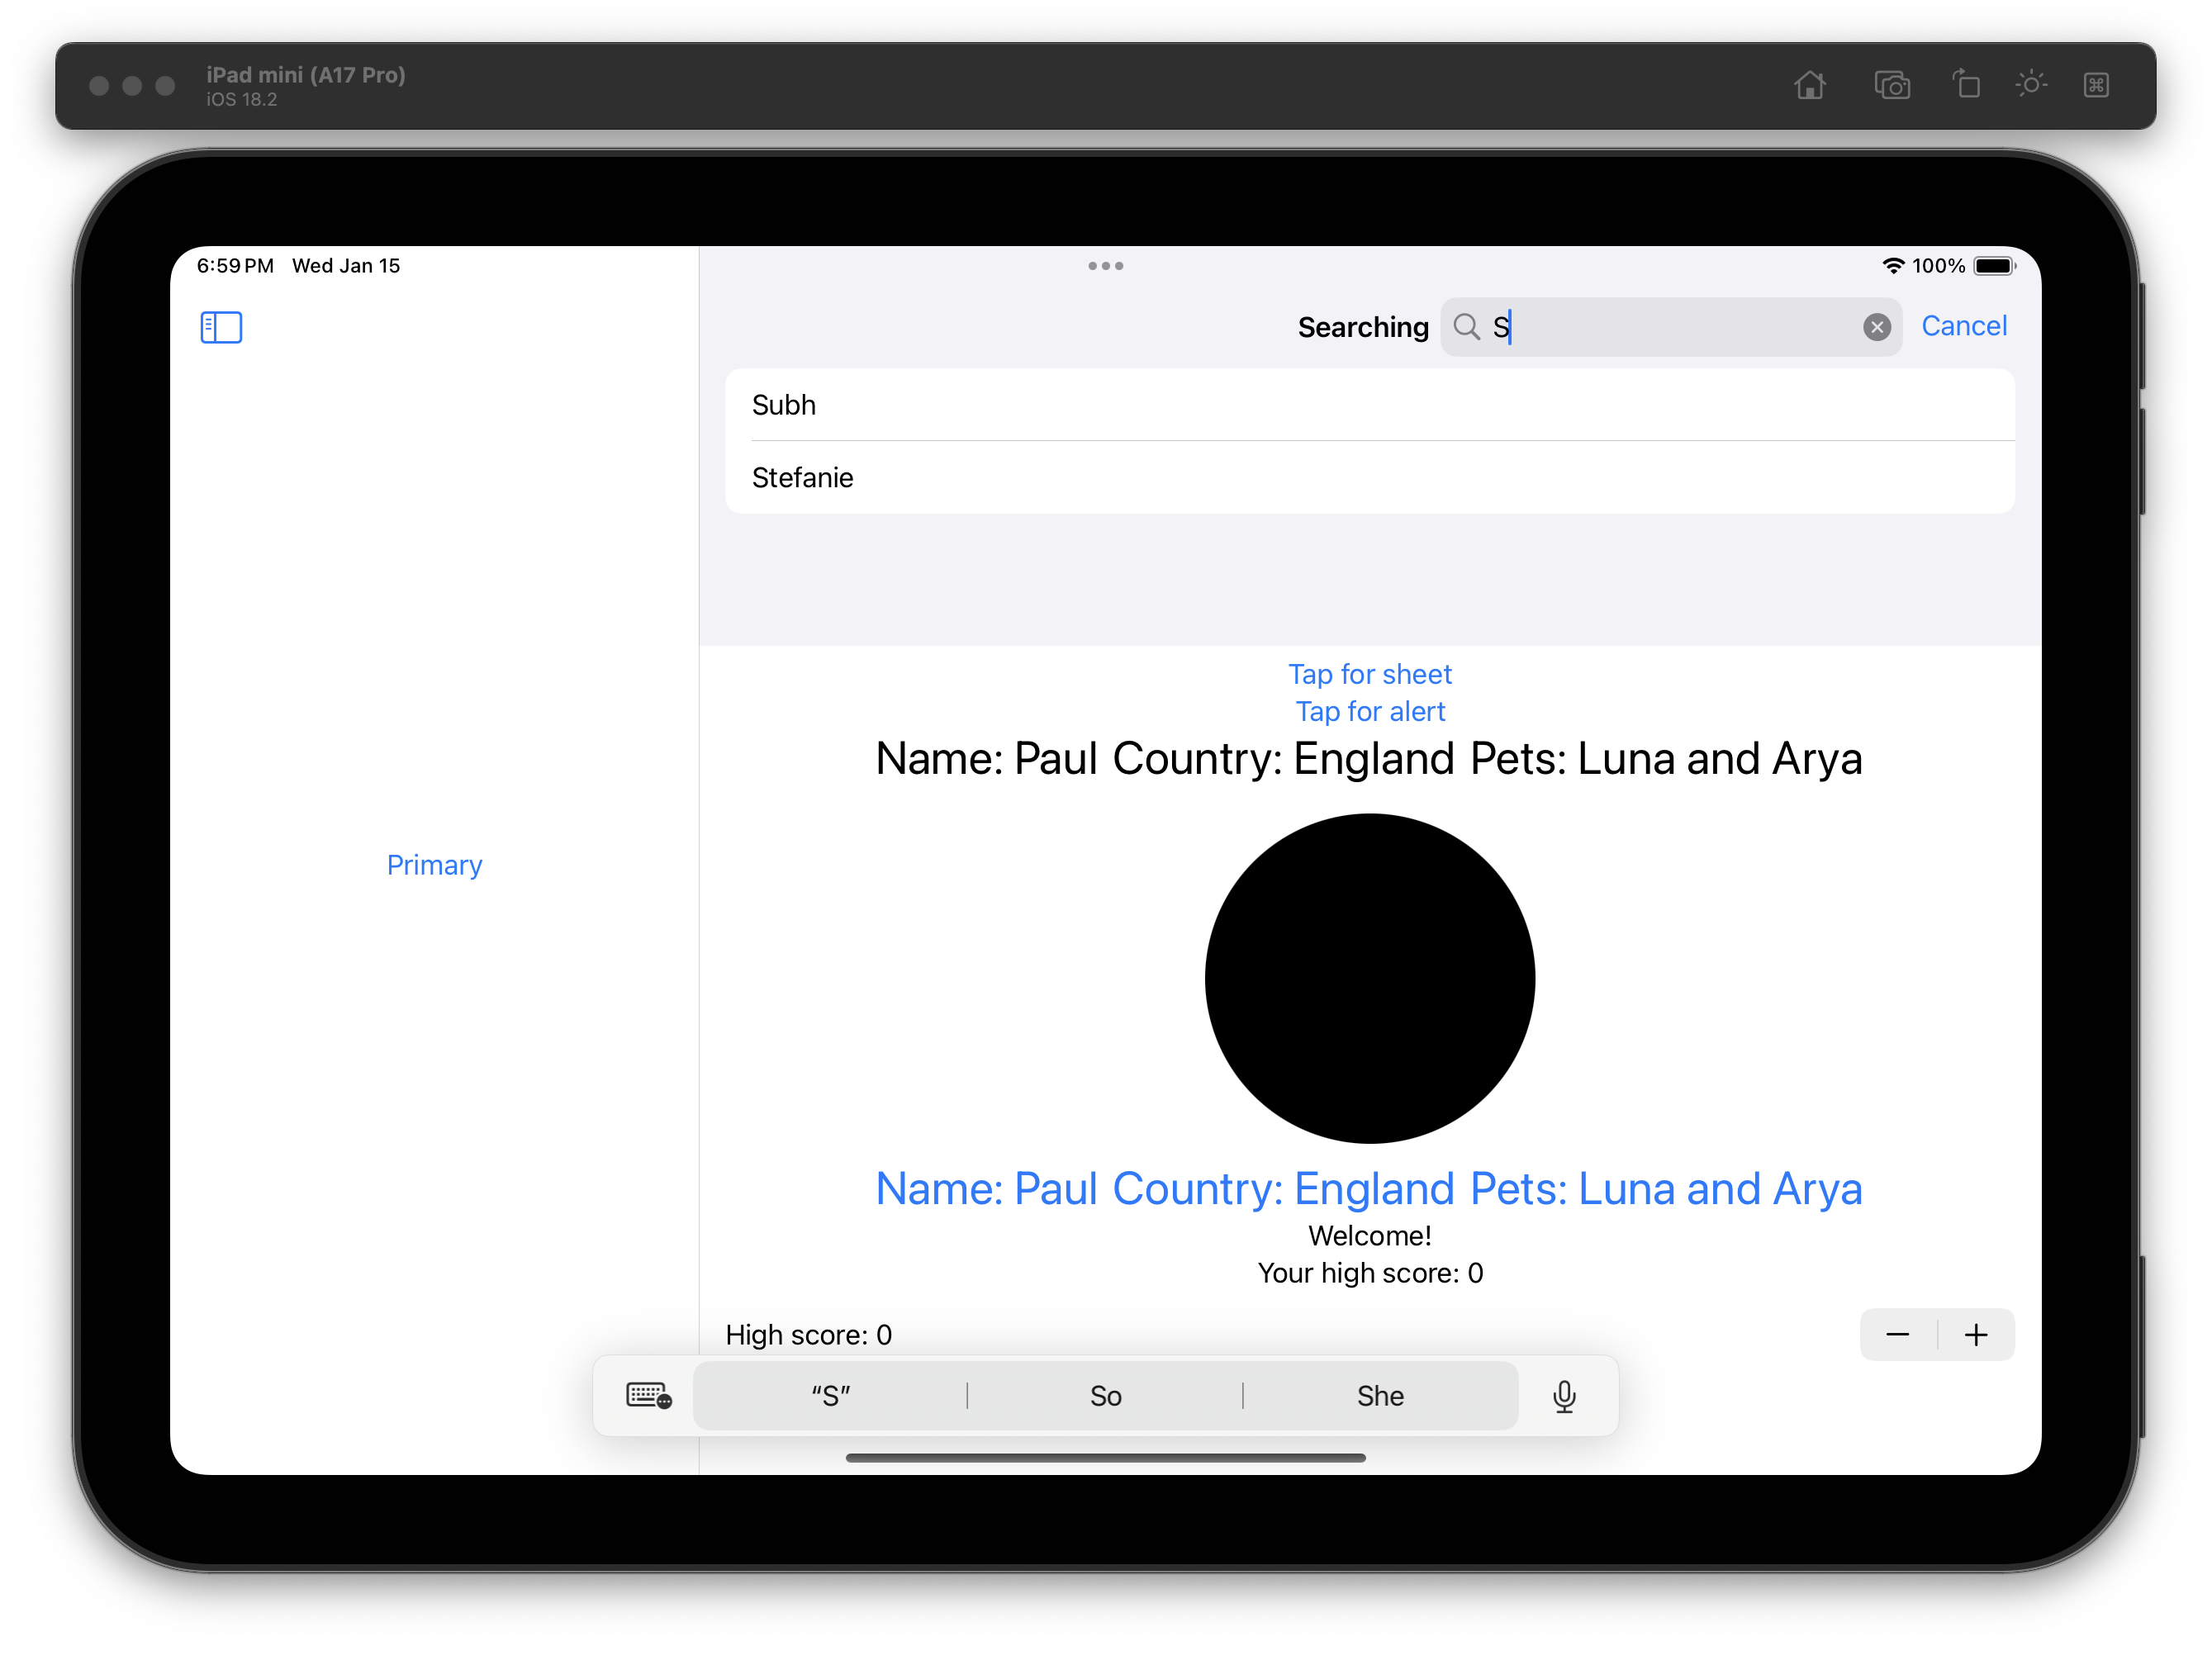 iPad mini (A17 Pro)
iOS 18.2
6:59 PM Wed Jan 15
100%
Searching
S
Cancel
Subh
Stefanie
Tap for sheet
Tap for alert
Name: Paul Country: England Pets: Luna and Arya
Primary
Name: Paul Country: England Pets: Luna and Arya
Welcome!
Your high score: 0
High score: 0
“S” So She